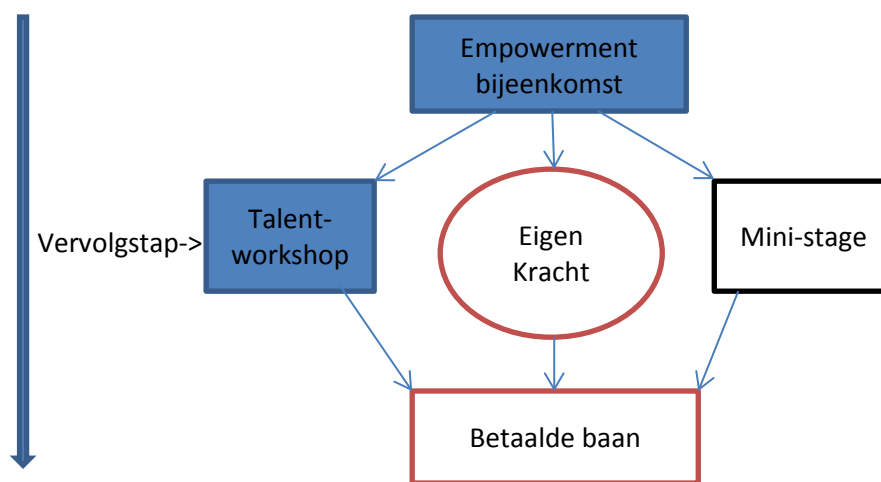 Empowerment
bijeenkomst
Vervolgstap->
Talent-
workshop
Eigen
Kracht
Mini-stage
Betaalde baan